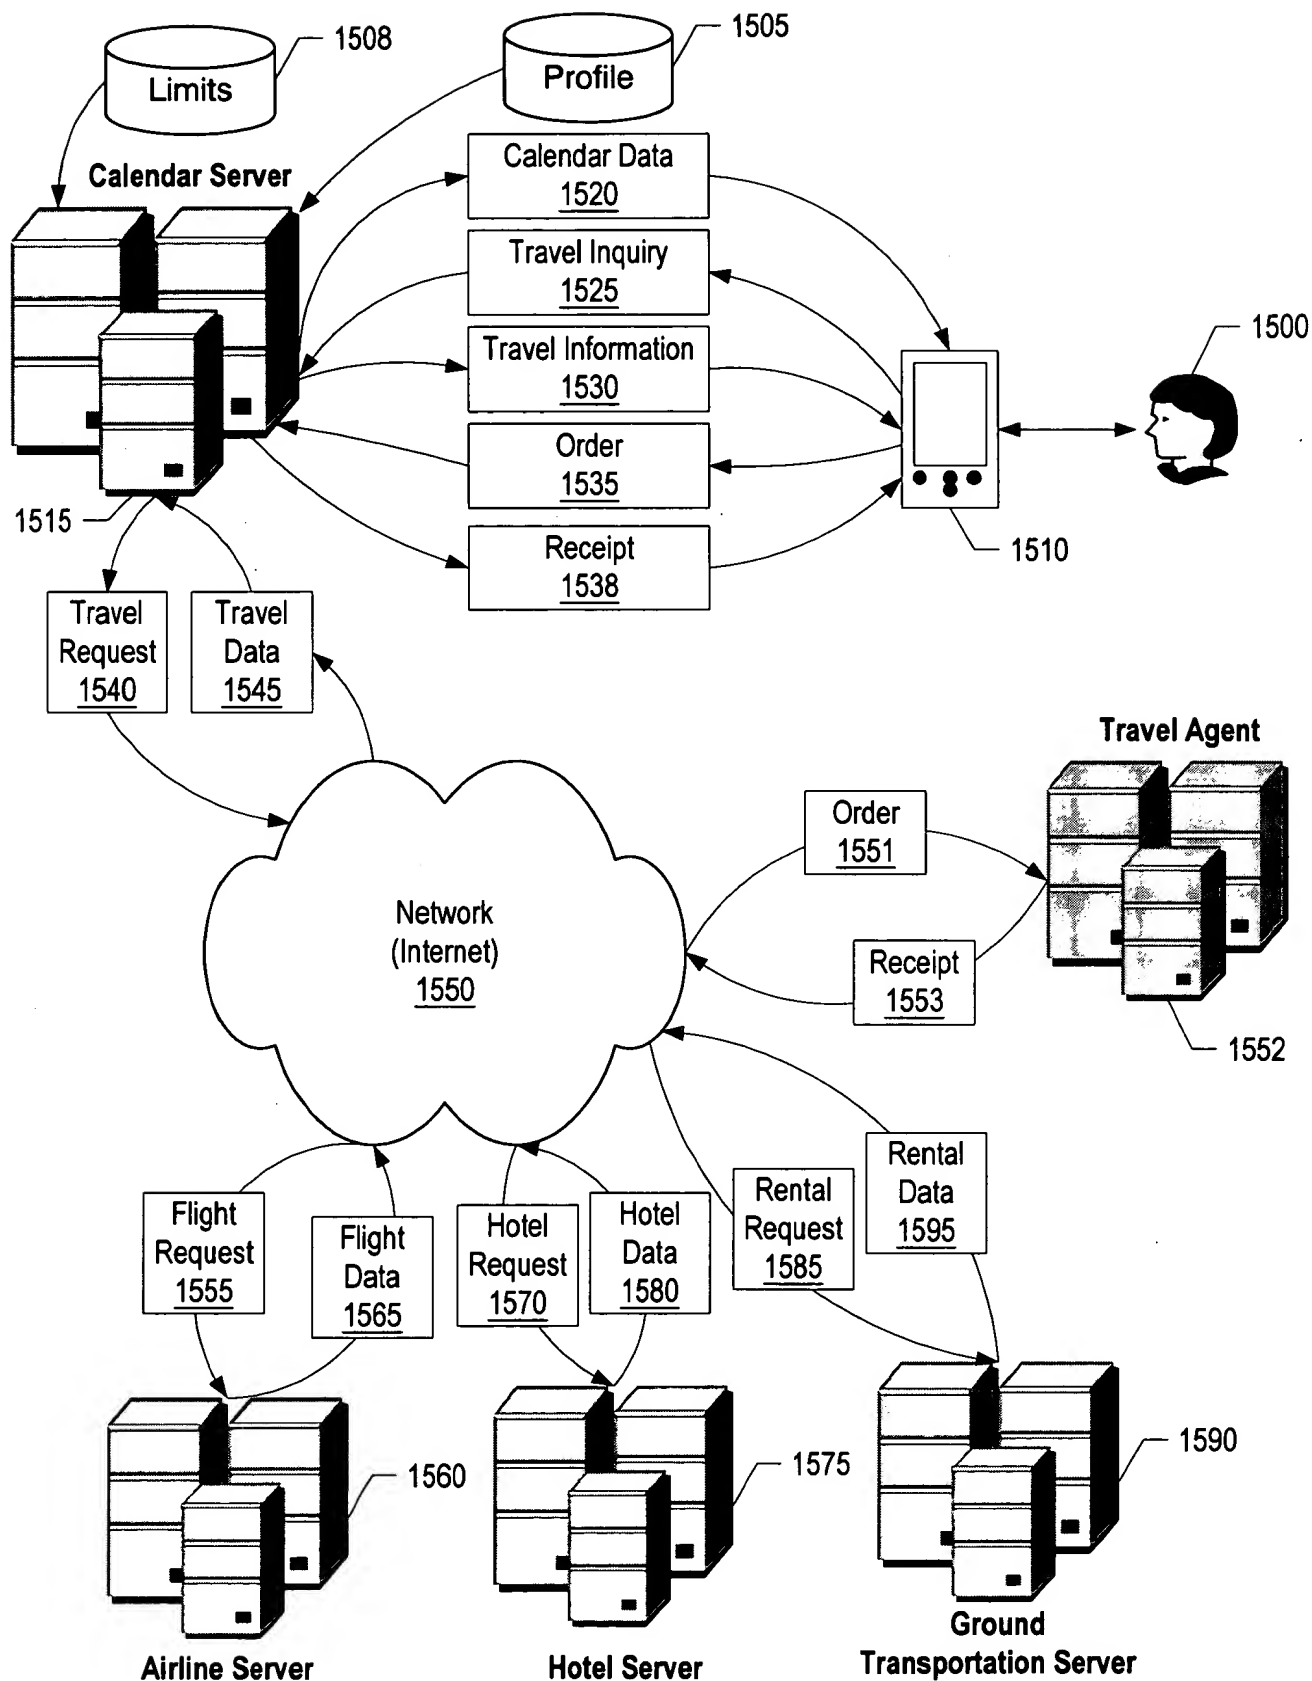 1508
Limits
1505
Profile
Calendar Server
Calendar Data
1520
Travel Inquiry
1525
Travel Information
1530
Order
1535
Receipt
1538
1500
1510
1515
Travel
Request
1540
Travel
Data
1545
Travel Agent
Order
1551
Receipt
1553
1552
Network
(Internet)
1550
Flight
Request
1555
Flight
Data
1565
Hotel
Request
1570
Hotel
Data
1580
Rental
Request
1585
Rental
Data
1595
1560
Airline Server
1575
Hotel Server
1590
Ground
Transportation Server